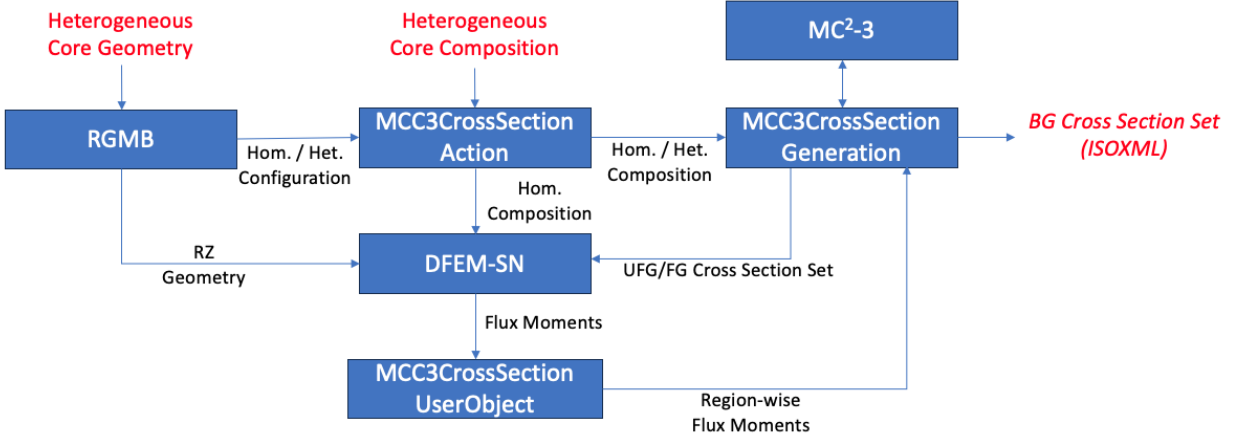 Heterogeneous
Core Geometry
Heterogeneous
Core Composition
MC²-3
RGMB
MCC3CrossSection
Action
MCC3CrossSection
Generation
BG Cross Section Set
(ISOXML)
Hom. / Het.
Configuration
Hom. / Het.
Composition
Hom.
Composition
RZ
Geometry
DFEM-SN
UFG/FG Cross Section Set
Flux Moments
MCC3CrossSection
UserObject
Region-wise
Flux Moments